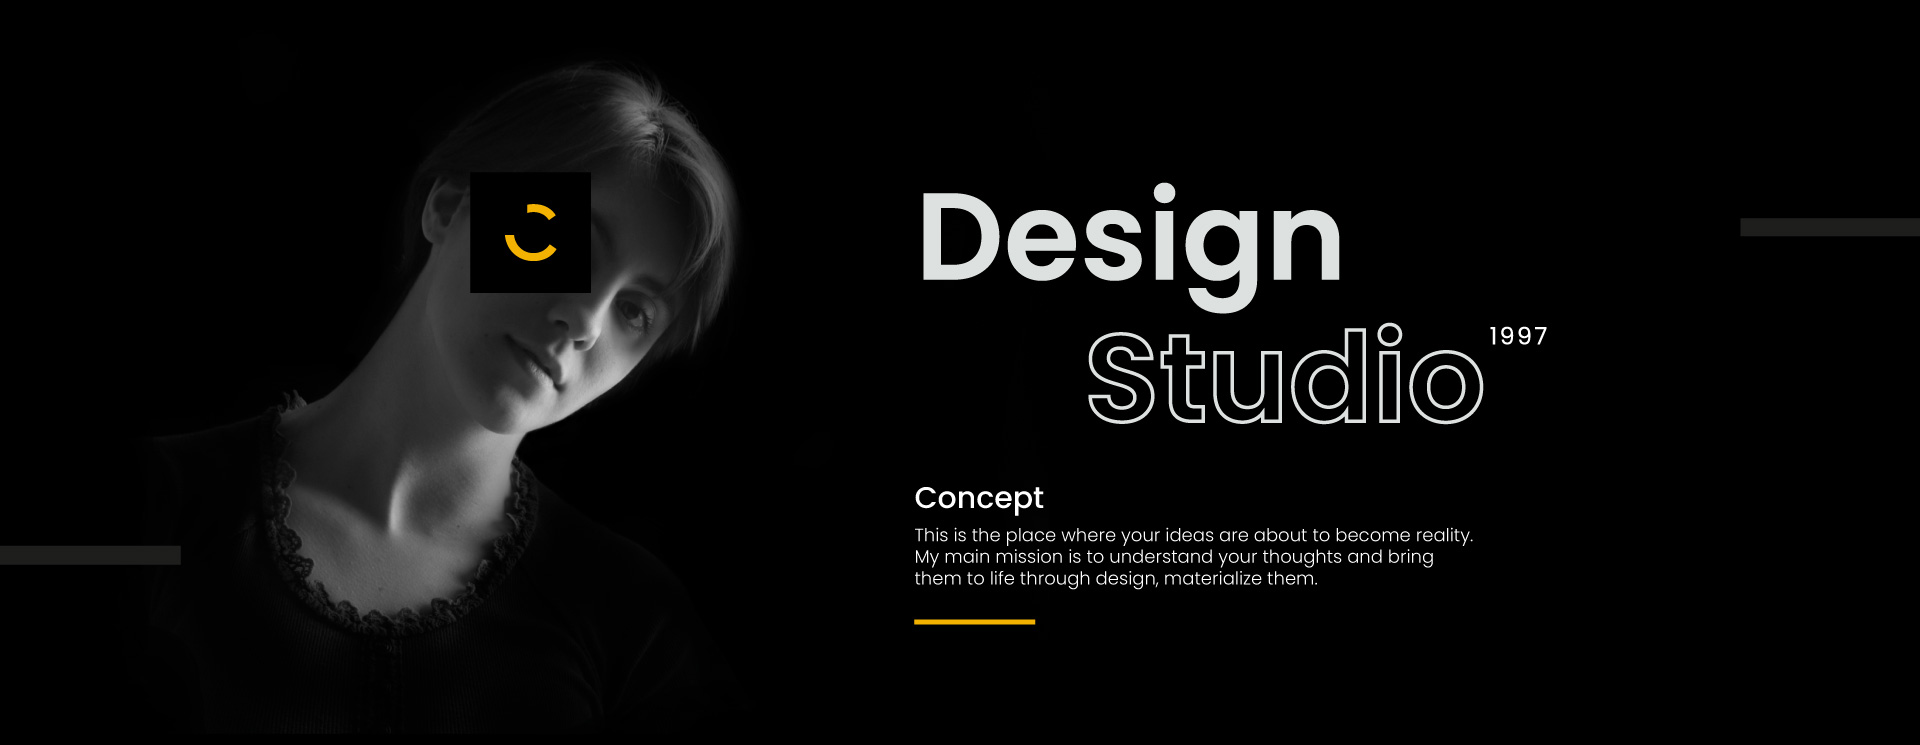 Design
Studio 1997
Concept
This is the place where your ideas are about to become reality.
My main mission is to understand your thoughts and bring
them to life through design, materialize them.